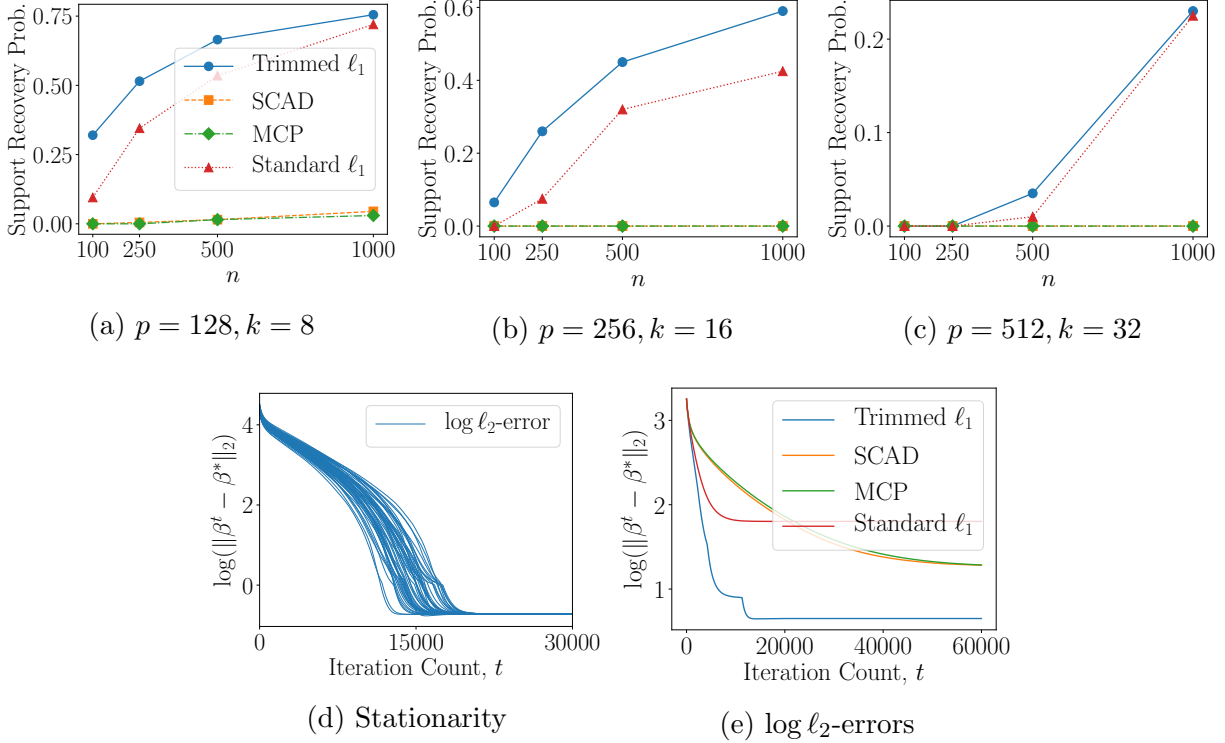 Support Recovery Prob.
0.75
0.50
0.25
0.00
Trimmed ℓ₁
SCAD
MCP
Standard ℓ₁
100 250 500 1000
n
(a) p = 128, k = 8
Support Recovery Prob.
0.6
0.4
0.2
0.0
100 250 500 1000
n
(b) p = 256, k = 16
Support Recovery Prob.
0.2
0.1
0.0
100 250 500 1000
n
(c) p = 512, k = 32
log(||β^t − β^*||₂)
4
2
0
log ℓ₂-error
0 15000 30000
Iteration Count, t
(d) Stationarity
log(||β^t − β^*||₂)
3
2
1
Trimmed ℓ₁
SCAD
MCP
Standard ℓ₁
0 20000 40000 60000
Iteration Count, t
(e) log ℓ₂-errors